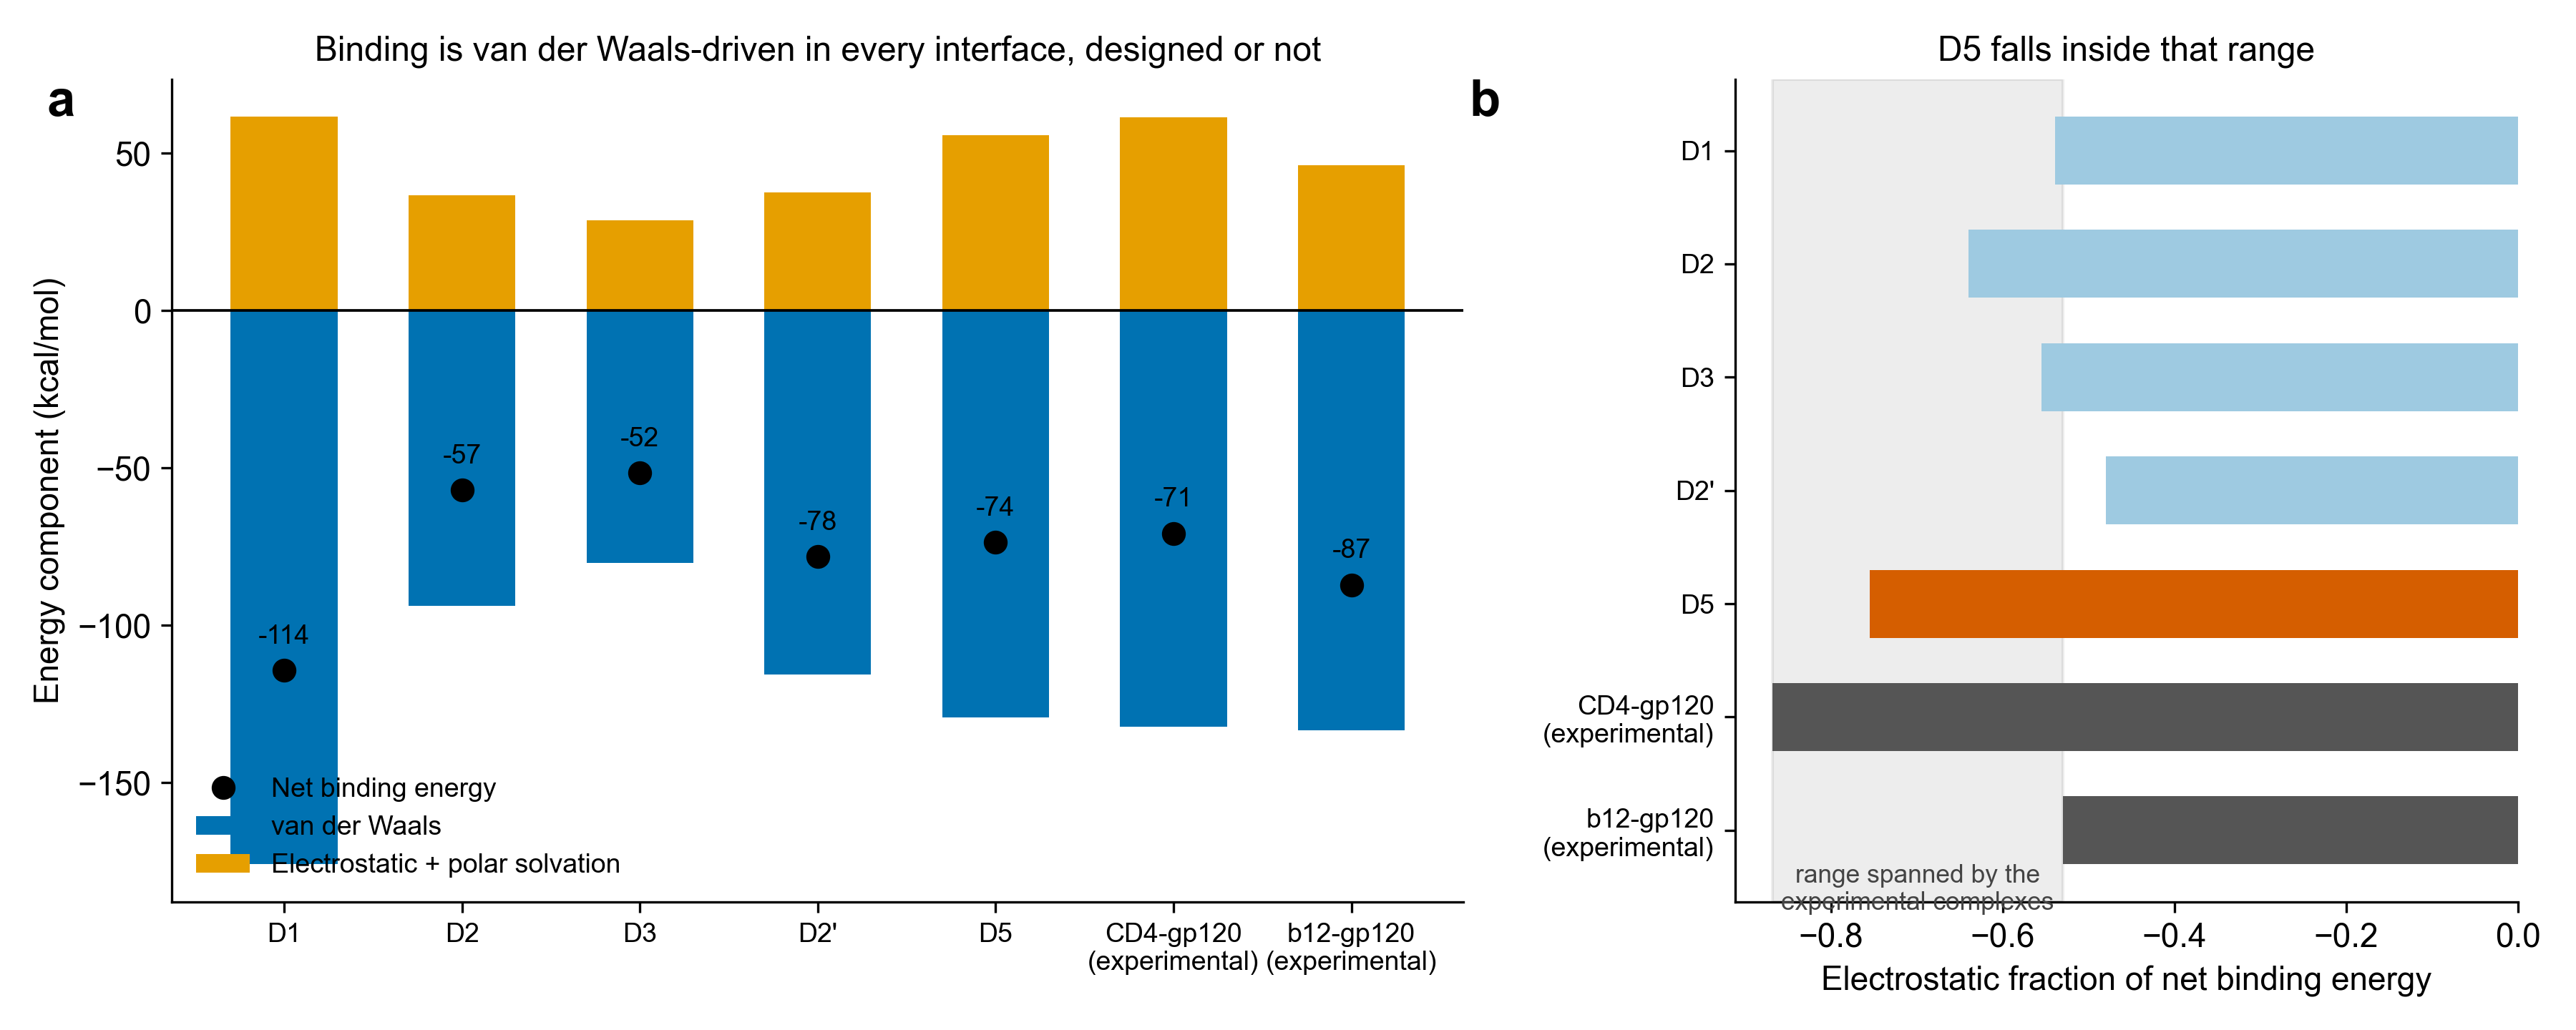 Binding is van der Waals-driven in every interface, designed or not
a
Energy component (kcal/mol)
50
0
−50
−100
−150
-114
-57
-52
-78
-74
-71
-87
Net binding energy
van der Waals
Electrostatic + polar solvation
D1
D2
D3
D2'
D5
CD4-gp120
(experimental)
b12-gp120
(experimental)
D5 falls inside that range
b
D1
D2
D3
D2'
D5
CD4-gp120
(experimental)
b12-gp120
(experimental)
range spanned by the
experimental complexes
−0.8
−0.6
−0.4
−0.2
0.0
Electrostatic fraction of net binding energy